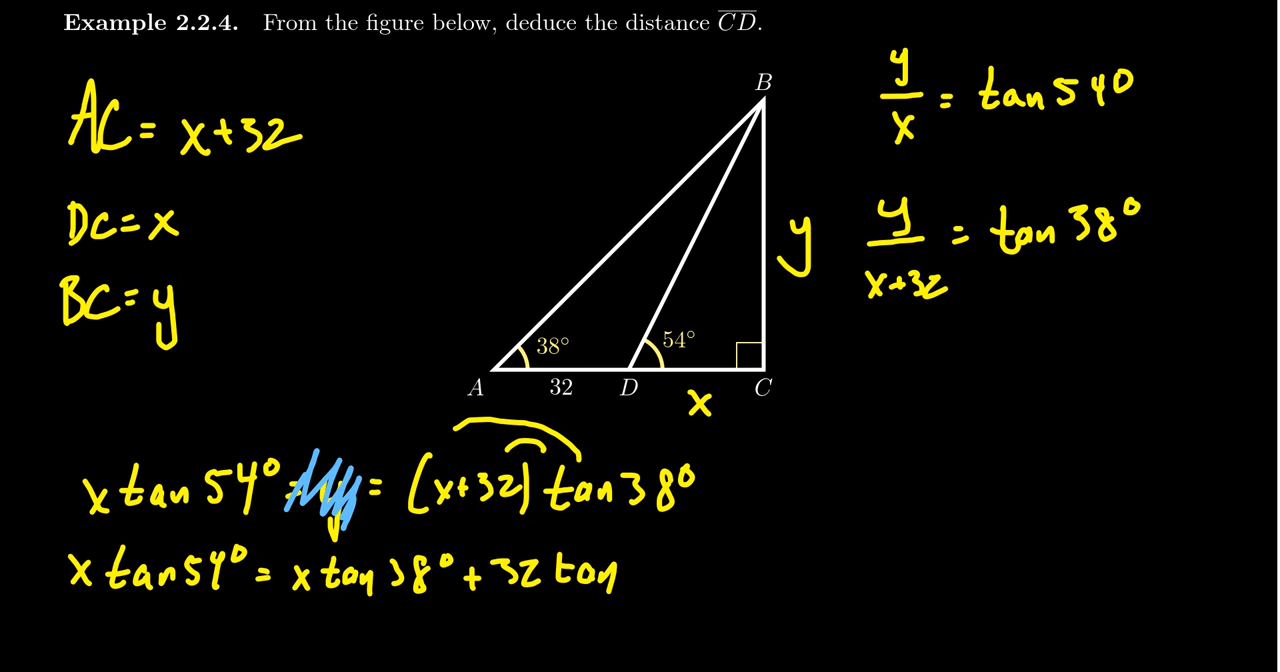 Example 2.2.4. From the figure below, deduce the distance \overline{CD}.
AC = x+32
DC = x
BC = y
B
y
38°
54°
A
32
D
C
x
y/x = tan 54°
y/(x+32) = tan 38°
x tan 54° = y = (x+32) tan 38°
x tan 54° = x tan 38° + 32 tan